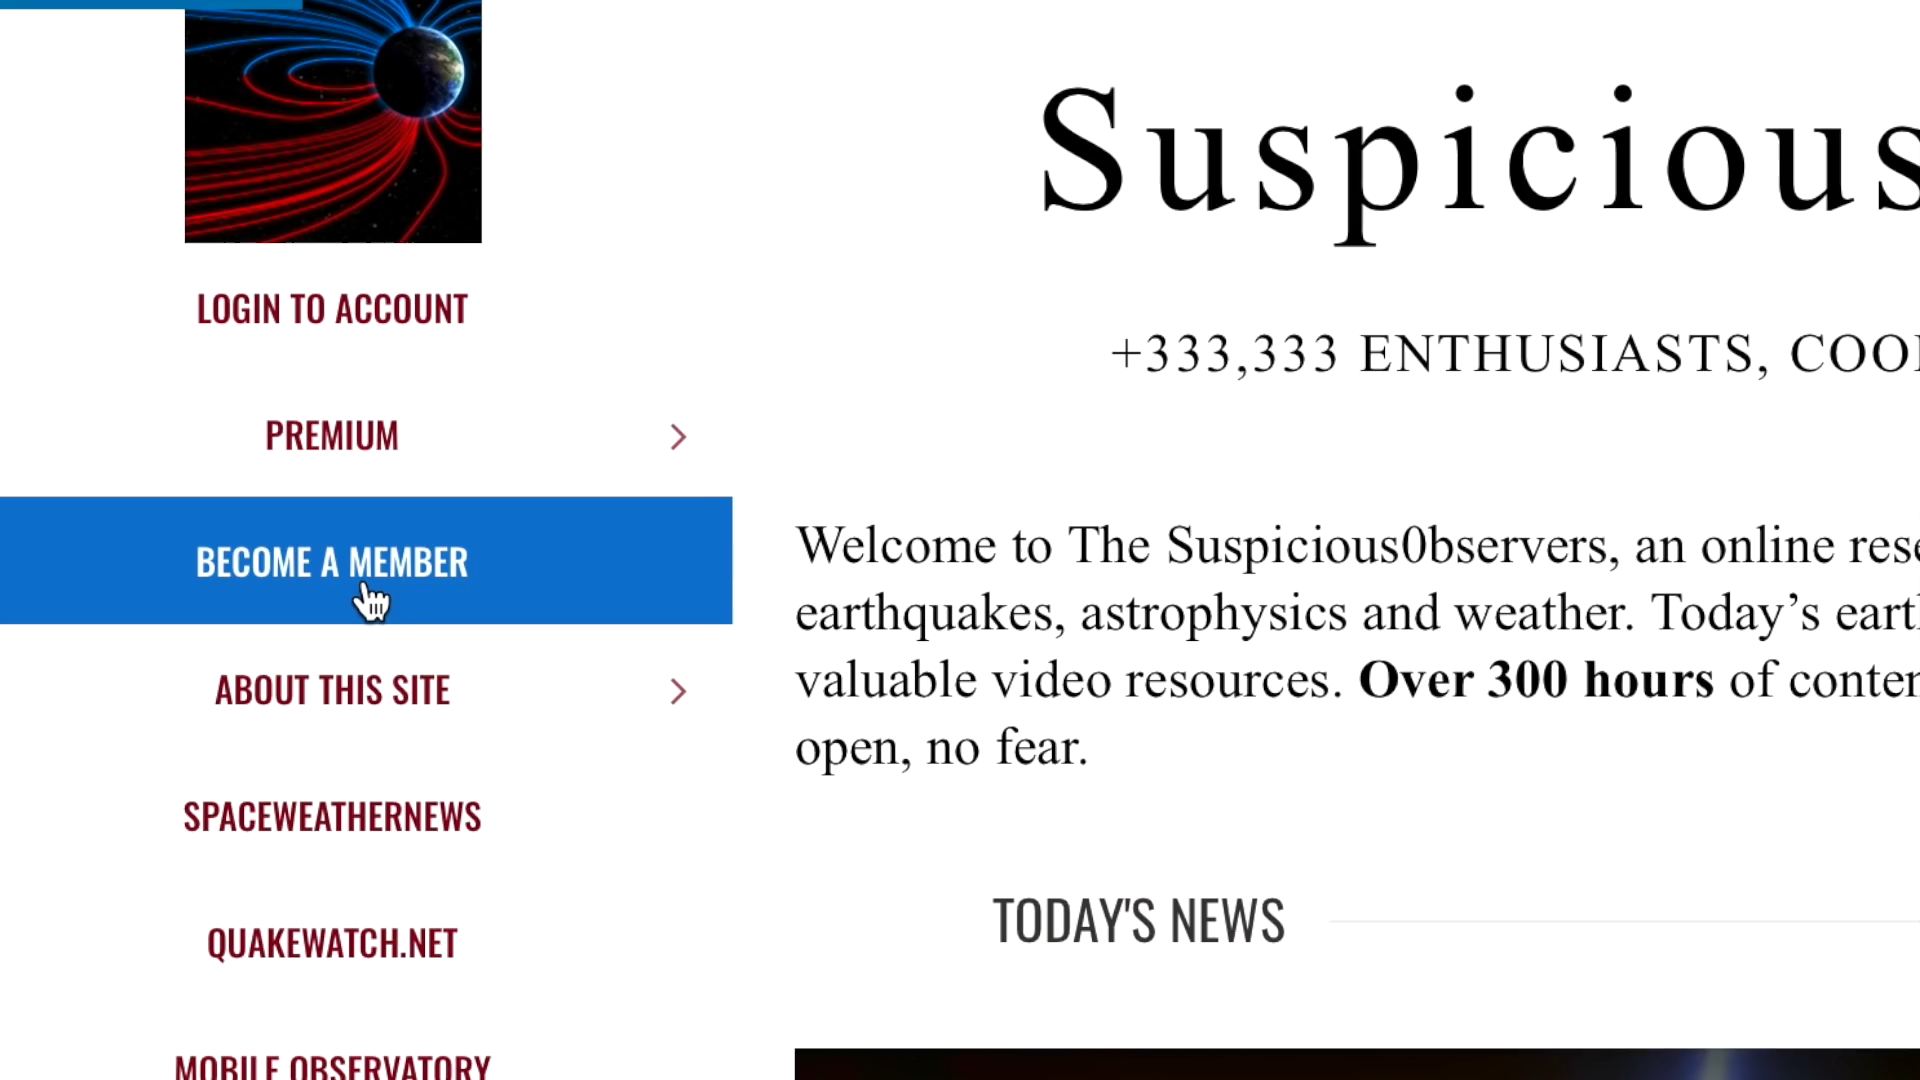 LOGIN TO ACCOUNT
PREMIUM
BECOME A MEMBER
ABOUT THIS SITE
SPACEWEATHERNEWS
QUAKEWATCH.NET
MOBILE OBSERVATORY
Suspicious
+333,333 ENTHUSIASTS,
Welcome to The Suspicious0bservers, an online
earthquakes, astrophysics and weather. Today’s
valuable video resources. Over 300 hours of
open, no fear.
TODAY'S NEWS